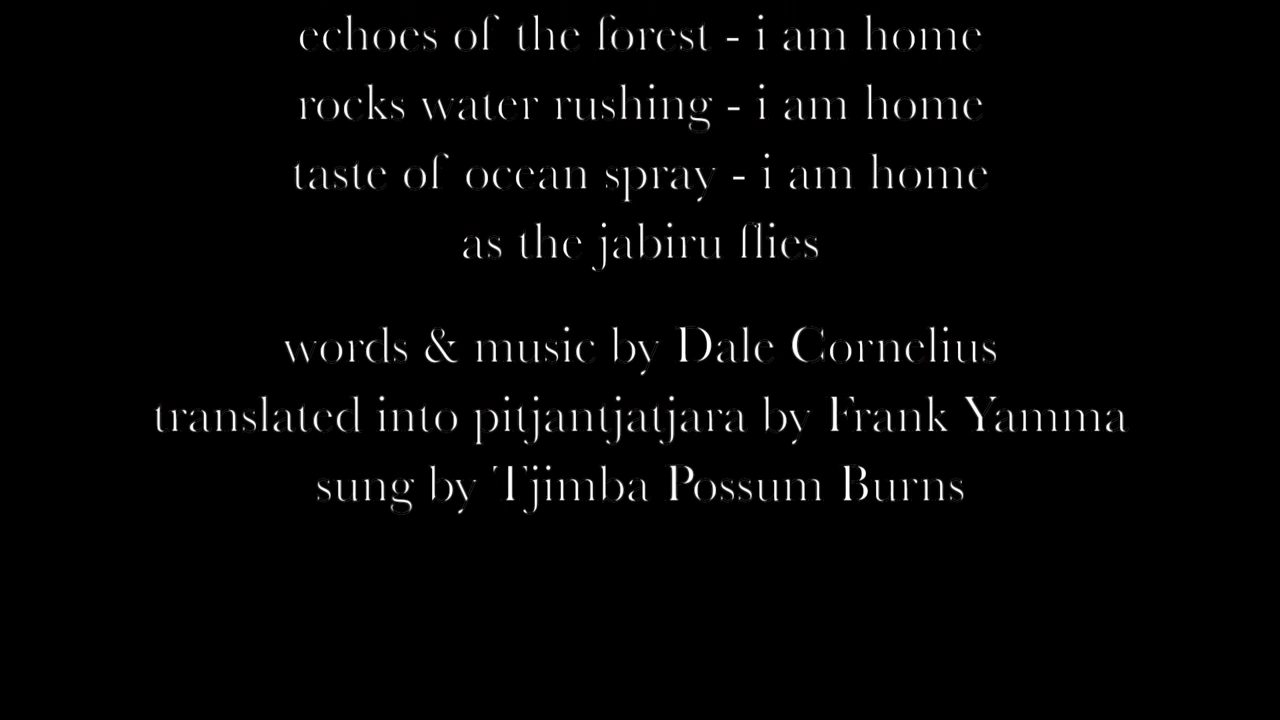 echoes of the forest - i am home
rocks water rushing - i am home
taste of ocean spray - i am home
as the jabiru flies
words & music by Dale Cornelius
translated into pitjantjatjara by Frank Yamma
sung by Tjimba Possum Burns